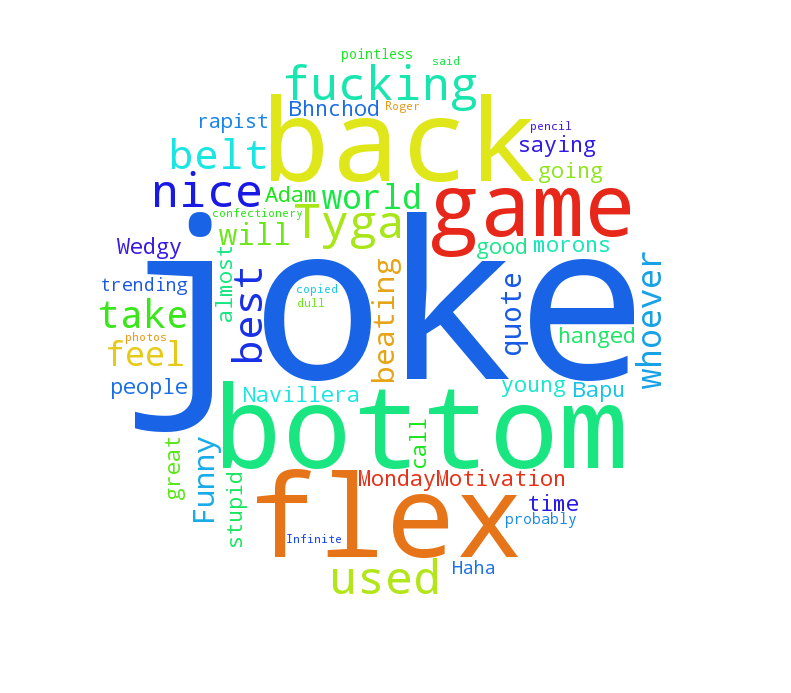 pointless
said
fucking
Bhnchod
Roger
rapist
back
pencil
saying
belt
going
nice
Adam
world
game
confectionery
Tyga
will
Wedgy
good
morons
joke
almost
trending
best
copied
dull
beating
quote
whoever
take
photos
feel
hanged
people
Navillera
young
Bapu
bottom
call
great
Funny
stupid
flex
MondayMotivation
time
probably
Infinite
used
Haha